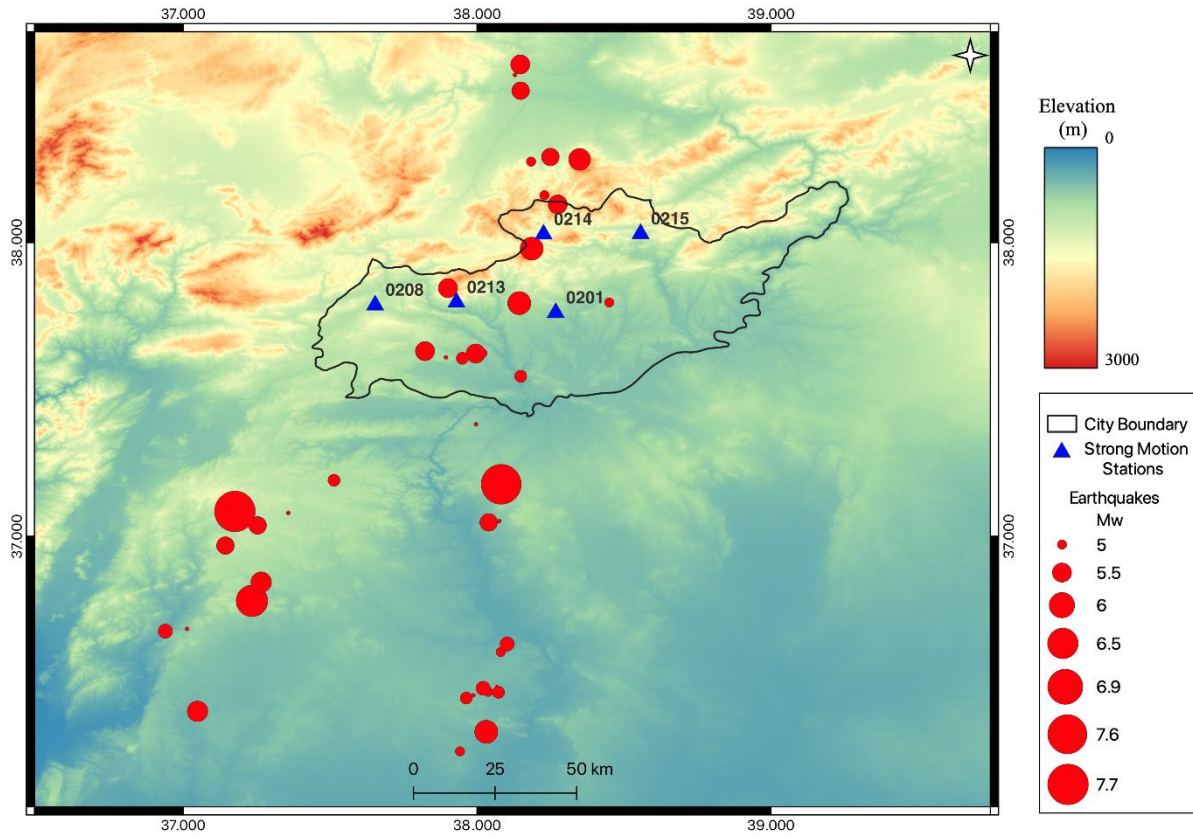 37.000 38.000 39.000
38.000 38.000
37.000 37.000
0214 0215
0208 0213 0201
0 25 50 km
37.000 38.000 39.000
Elevation
(m)
0
3000
City Boundary
Strong Motion
Stations
Earthquakes
Mw
5
5.5
6
6.5
6.9
7.6
7.7